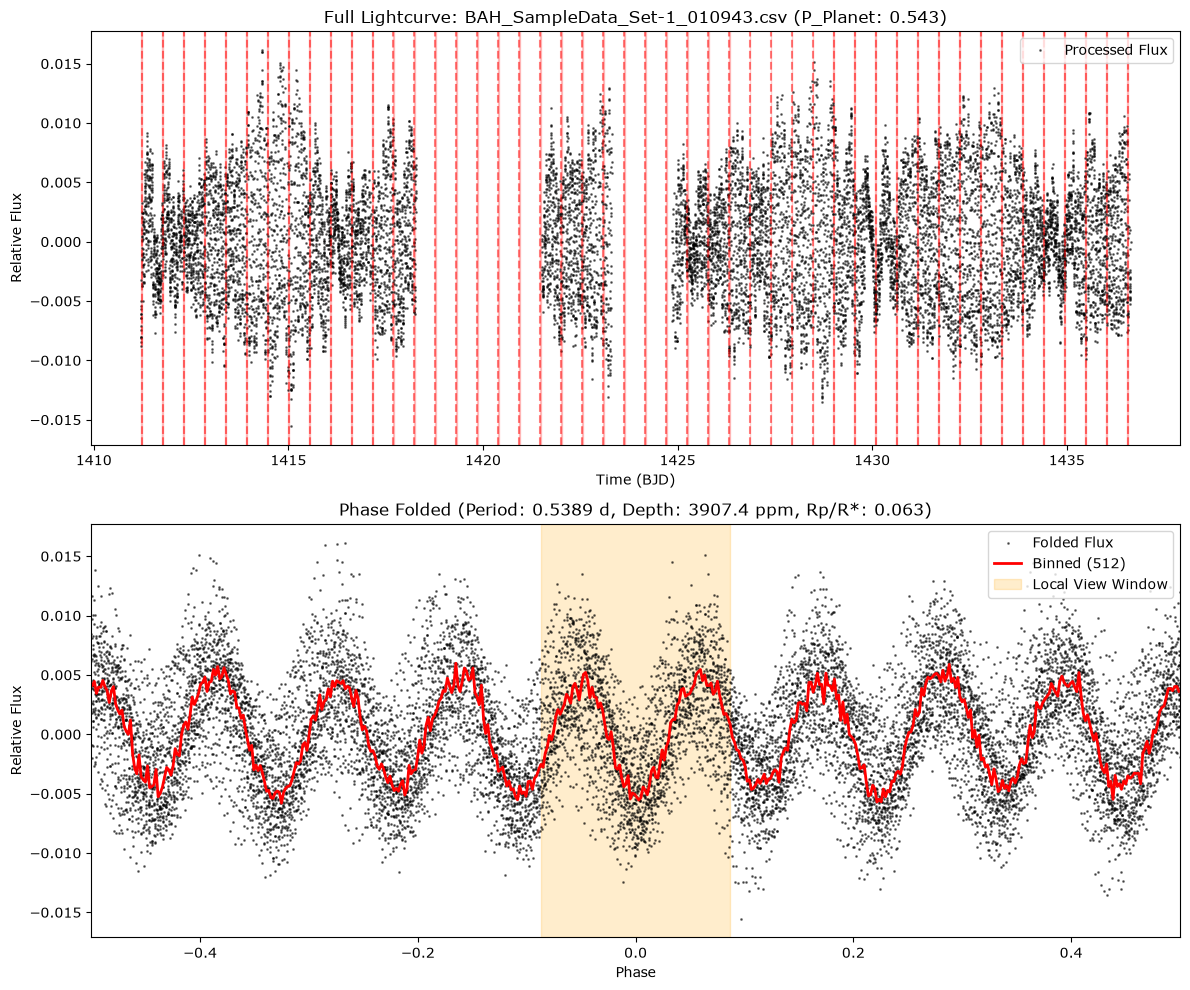 Full Lightcurve: BAH_SampleData_Set-1_010943.csv (P_Planet: 0.543)
Processed Flux
0.015
0.010
0.005
0.000
−0.005
−0.010
−0.015
Relative Flux
1410
1415
1420
1425
1430
1435
Time (BJD)
Phase Folded (Period: 0.5389 d, Depth: 3907.4 ppm, Rp/R*: 0.063)
Folded Flux
Binned (512)
Local View Window
0.015
0.010
0.005
0.000
−0.005
−0.010
−0.015
Relative Flux
−0.4
−0.2
0.0
0.2
0.4
Phase